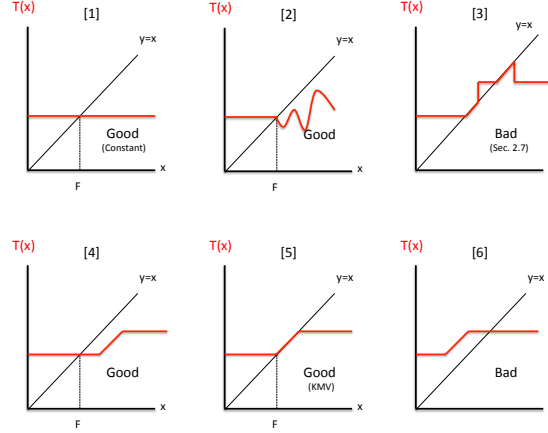 T(x) [1]
y=x
Good
(Constant)
x
F
T(x) [2]
y=x
Good
F
T(x) [3]
y=x
Bad
(Sec. 2.7)
T(x) [4]
y=x
Good
x
F
T(x) [5]
y=x
Good
(KMV)
x
F
T(x) [6]
y=x
Bad